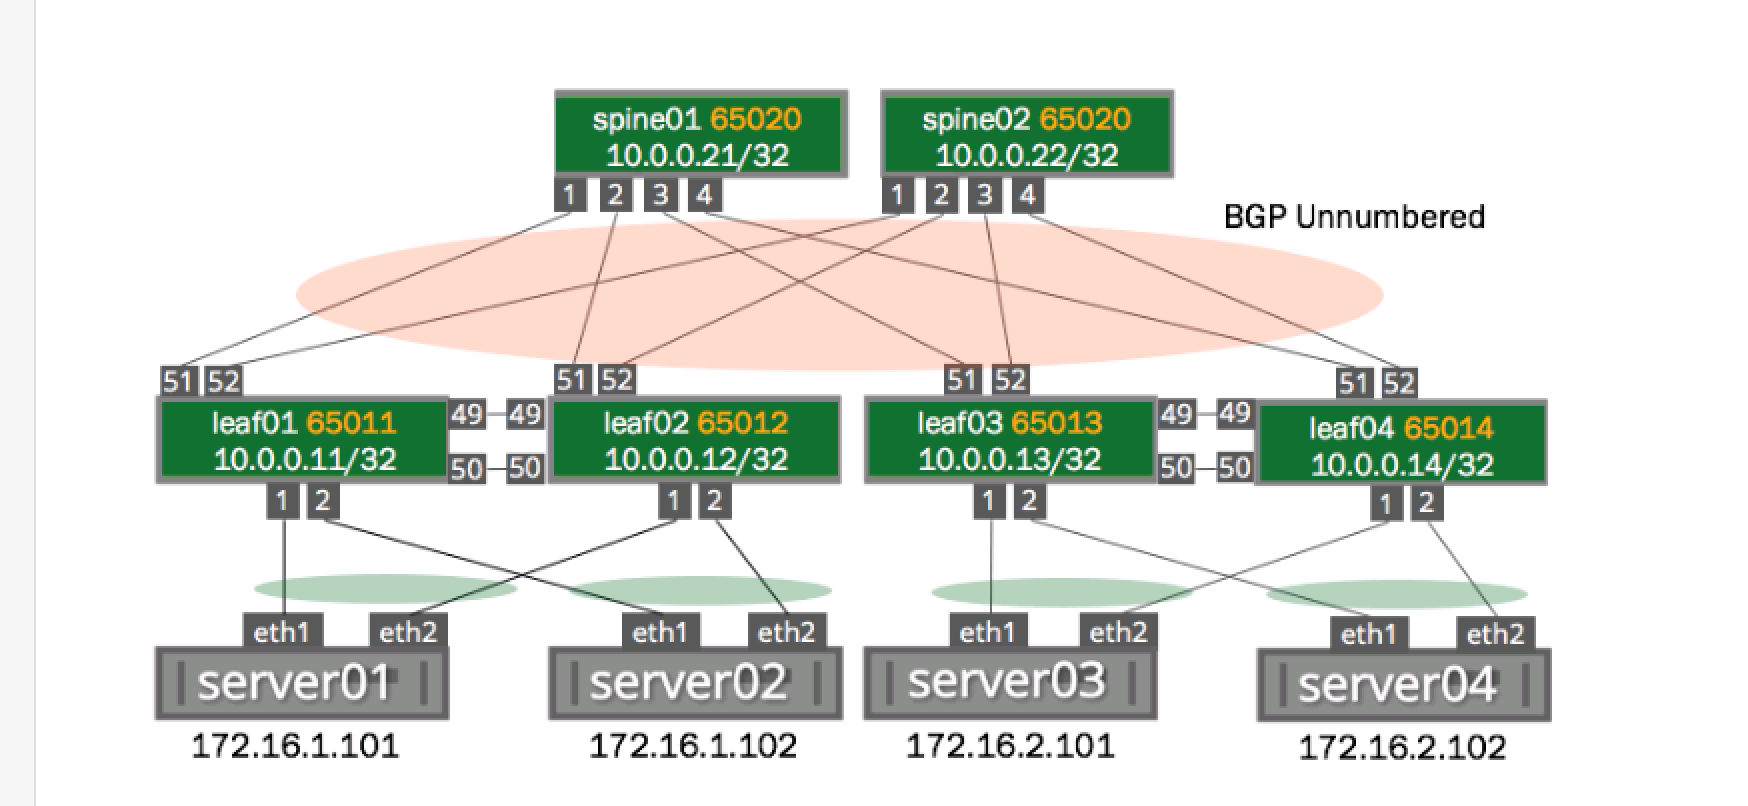 spine01 65020
10.0.0.21/32
spine02 65020
10.0.0.22/32
1 2 3 4
1 2 3 4
BGP Unnumbered
51 52
51 52
51 52
51 52
leaf01 65011
10.0.0.11/32
49 49
50 50
leaf02 65012
10.0.0.12/32
leaf03 65013
10.0.0.13/32
49 49
50 50
leaf04 65014
10.0.0.14/32
1 2
1 2
1 2
1 2
eth1 eth2
eth1 eth2
eth1 eth2
eth1 eth2
server01
server02
server03
server04
172.16.1.101
172.16.1.102
172.16.2.101
172.16.2.102